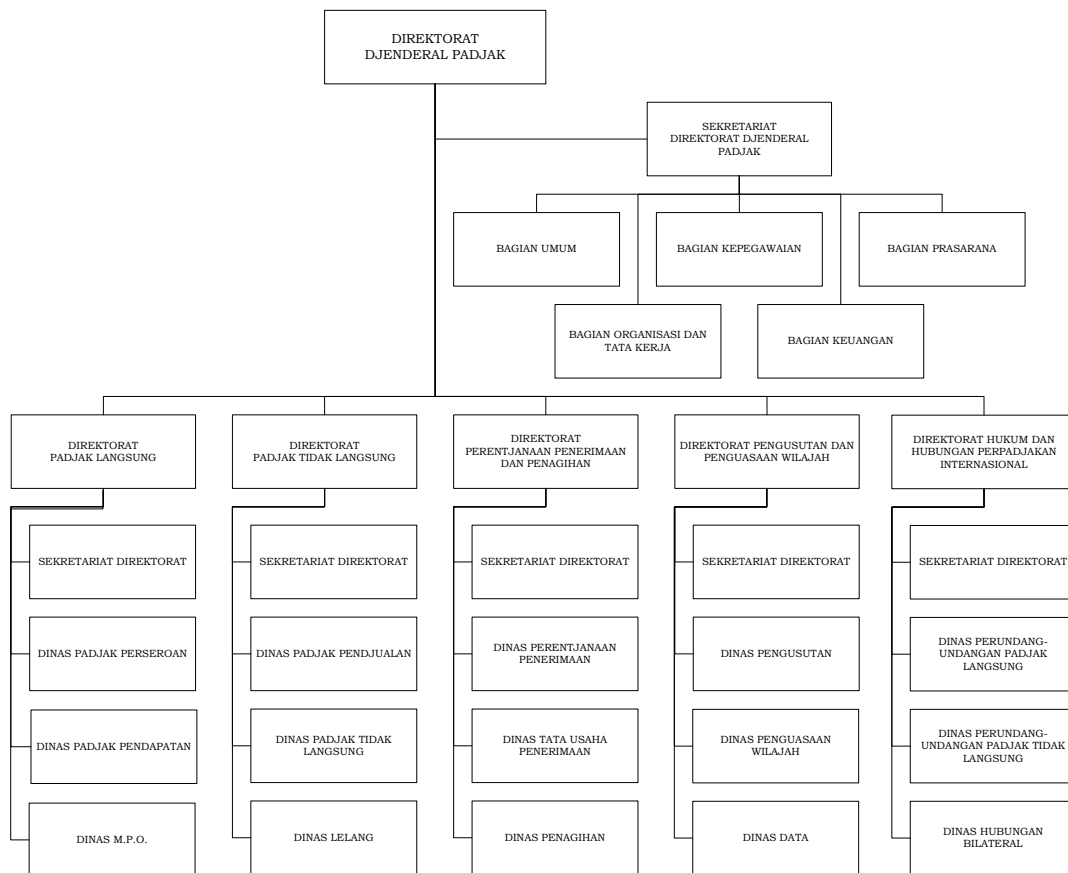 DIREKTORAT
DJENDERAL PADJAK
SEKRETARIAT
DIREKTORAT DJENDERAL
PADJAK
BAGIAN UMUM
BAGIAN KEPEGAWAIAN
BAGIAN PRASARANA
BAGIAN ORGANISASI DAN
TATA KERJA
BAGIAN KEUANGAN
DIREKTORAT
PADJAK LANGSUNG
DIREKTORAT
PADJAK TIDAK LANGSUNG
DIREKTORAT
PERENTJANAAN PENERIMAAN
DAN PENAGIHAN
DIREKTORAT PENGUSUTAN DAN
PENGUASAAN WILAJAH
DIREKTORAT HUKUM DAN
HUBUNGAN PERPADJAKAN
INTERNASIONAL
SEKRETARIAT DIREKTORAT
SEKRETARIAT DIREKTORAT
SEKRETARIAT DIREKTORAT
SEKRETARIAT DIREKTORAT
SEKRETARIAT DIREKTORAT
DINAS PADJAK PERSEROAN
DINAS PADJAK PENDJUALAN
DINAS PERENTJANAAN
PENERIMAAN
DINAS PENGUSUTAN
DINAS PERUNDANG-
UNDANGAN PADJAK
LANGSUNG
DINAS PADJAK PENDAPATAN
DINAS PADJAK TIDAK
LANGSUNG
DINAS TATA USAHA
PENERIMAAN
DINAS PENGUASAAN
WILAJAH
DINAS PERUNDANG-
UNDANGAN PADJAK TIDAK
LANGSUNG
DINAS M.P.O.
DINAS LELANG
DINAS PENAGIHAN
DINAS DATA
DINAS HUBUNGAN
BILATERAL